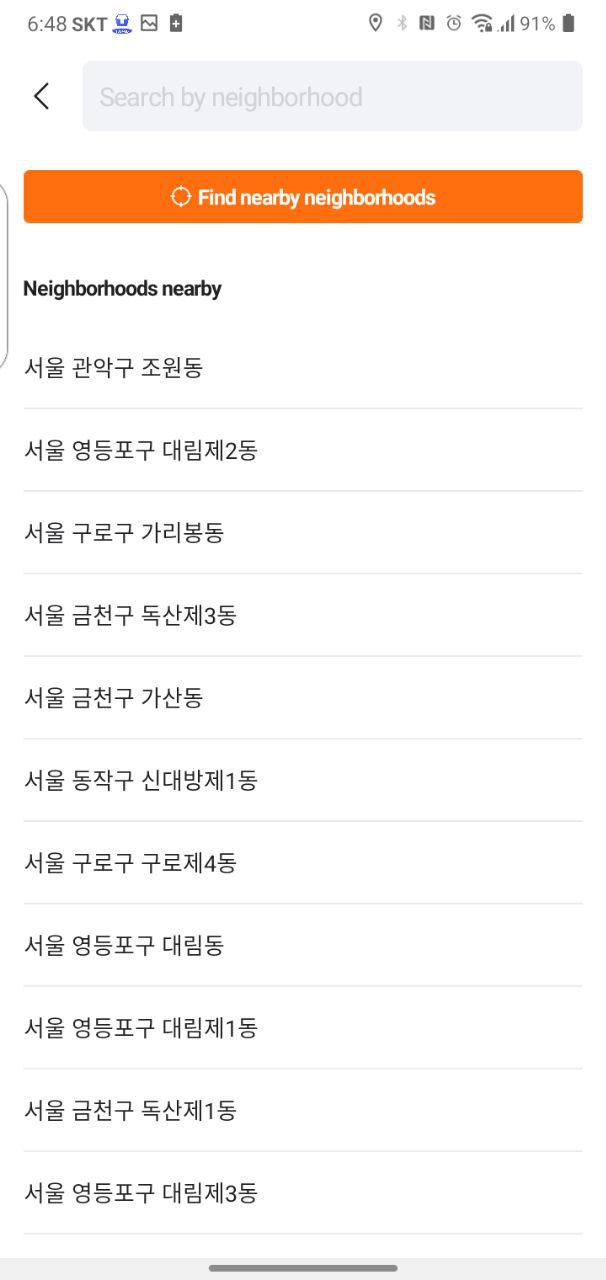 6:48 SKT 91%
Search by neighborhood
Find nearby neighborhoods
Neighborhoods nearby
서울 관악구 조원동
서울 영등포구 대림제2동
서울 구로구 가리봉동
서울 금천구 독산제3동
서울 금천구 가산동
서울 동작구 신대방제1동
서울 구로구 구로제4동
서울 영등포구 대림동
서울 영등포구 대림제1동
서울 금천구 독산제1동
서울 영등포구 대림제3동